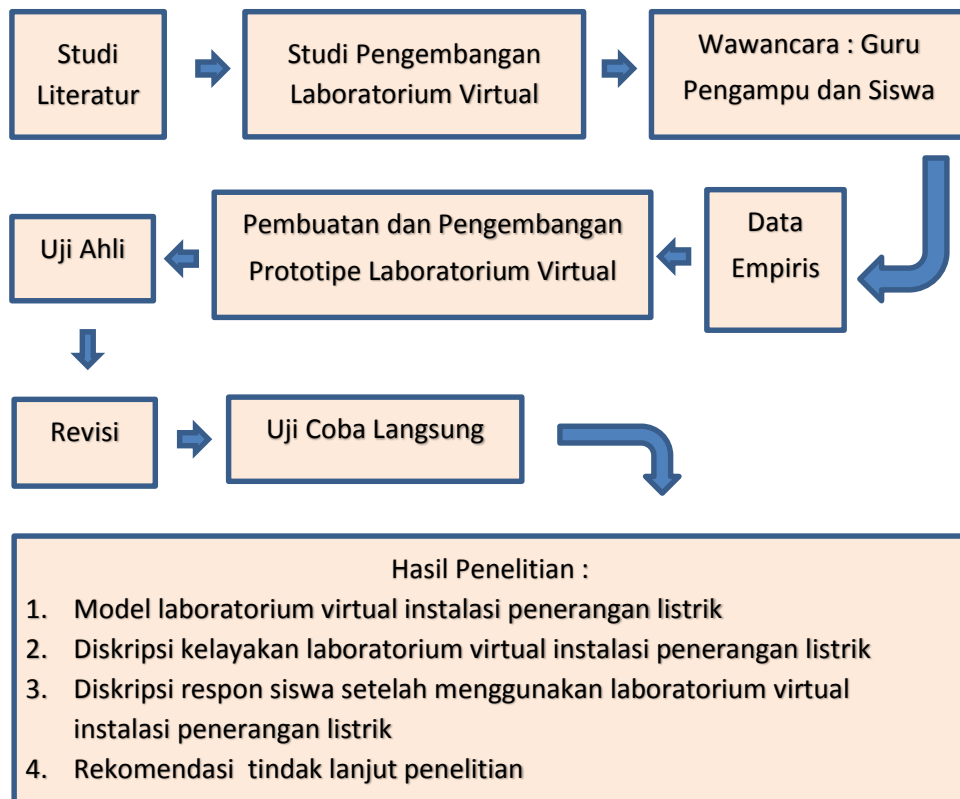 Studi
Literatur
Studi Pengembangan
Laboratorium Virtual
Wawancara : Guru
Pengampu dan Siswa
Data
Empiris
Pembuatan dan Pengembangan
Prototipe Laboratorium Virtual
Uji Ahli
Revisi
Uji Coba Langsung
Hasil Penelitian :
1. Model laboratorium virtual instalasi penerangan listrik
2. Diskripsi kelayakan laboratorium virtual instalasi penerangan listrik
3. Diskripsi respon siswa setelah menggunakan laboratorium virtual
instalasi penerangan listrik
4. Rekomendasi tindak lanjut penelitian